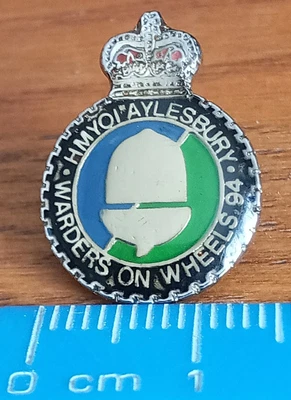 HMYOI AYLESBURY
· WARDERS ON WHEELS 94 ·
0 cm 1